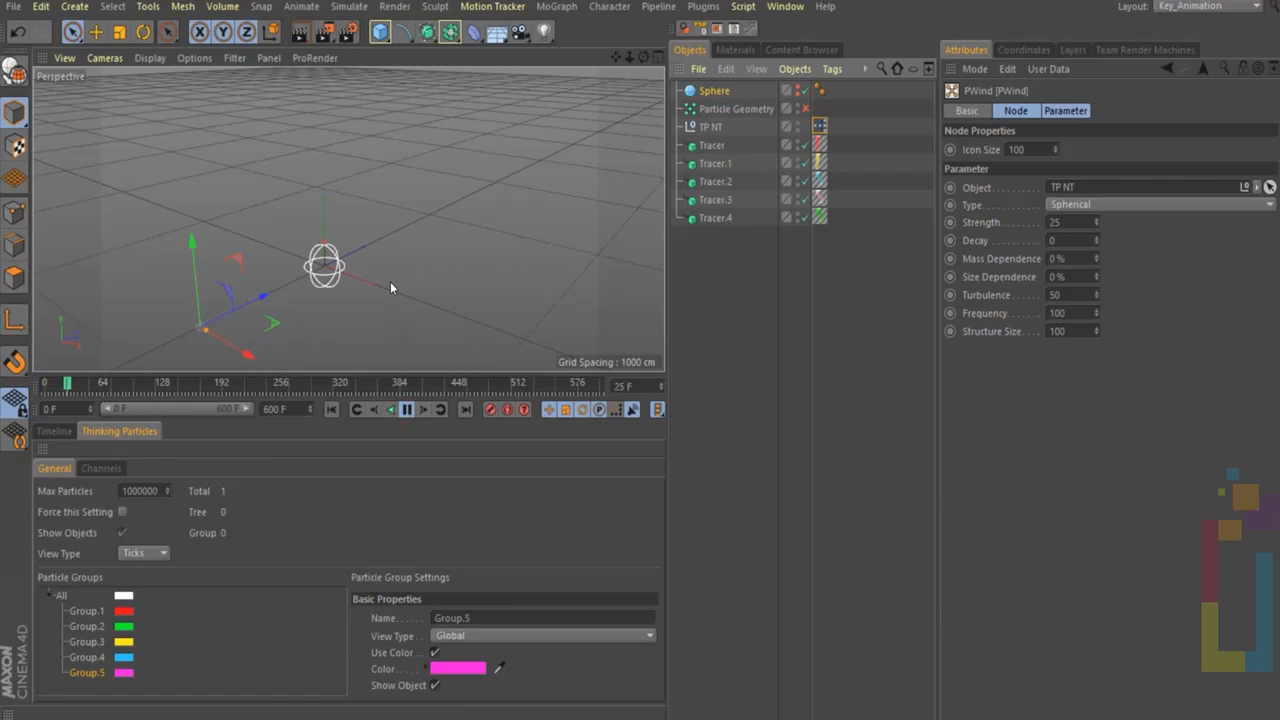 File Edit Create Select Tools Mesh Volume Snap Animate Simulate Render Sculpt Motion Tracker MoGraph Character Pipeline Plugins Script Window Help Layout: Key_Animation
X Y Z
View Cameras Display Options Filter Panel ProRender
Perspective
Grid Spacing : 1000 cm
0 64 128 192 256 320 384 448 512 576 25 F
0 F 0 F 600 F 600 F
Timeline Thinking Particles
General Channels
Max Particles 1000000 Total 1
Force this Setting Tree 0
Show Objects Group 0
View Type Ticks
Particle Groups
All
Group.1
Group.2
Group.3
Group.4
Group.5
Particle Group Settings
Basic Properties
Name Group.5
View Type Global
Use Color
Color
Show Object
MAXON
CINEMA 4D
Objects Materials Content Browser
File Edit View Objects Tags
Sphere
Particle Geometry
TP NT
Tracer
Tracer.1
Tracer.2
Tracer.3
Tracer.4
Attributes Coordinates Layers Team Render Machines
Mode Edit User Data
PWind [PWind]
Basic Node Parameter
Node Properties
Icon Size 100
Parameter
Object TP NT
Type Spherical
Strength 25
Decay 0
Mass Dependence 0 %
Size Dependence 0 %
Turbulence 50
Frequency 100
Structure Size 100